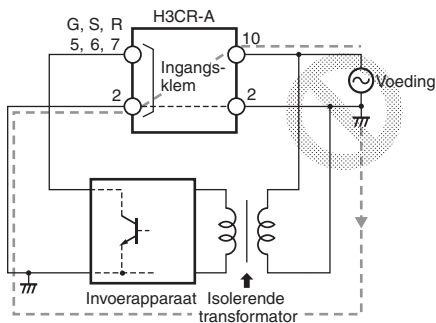 H3CR-A
G, S, R
5, 6, 7
10
Ingangs-
klem
Voeding
2
2
Invoerapparaat
Isolerende
transformator